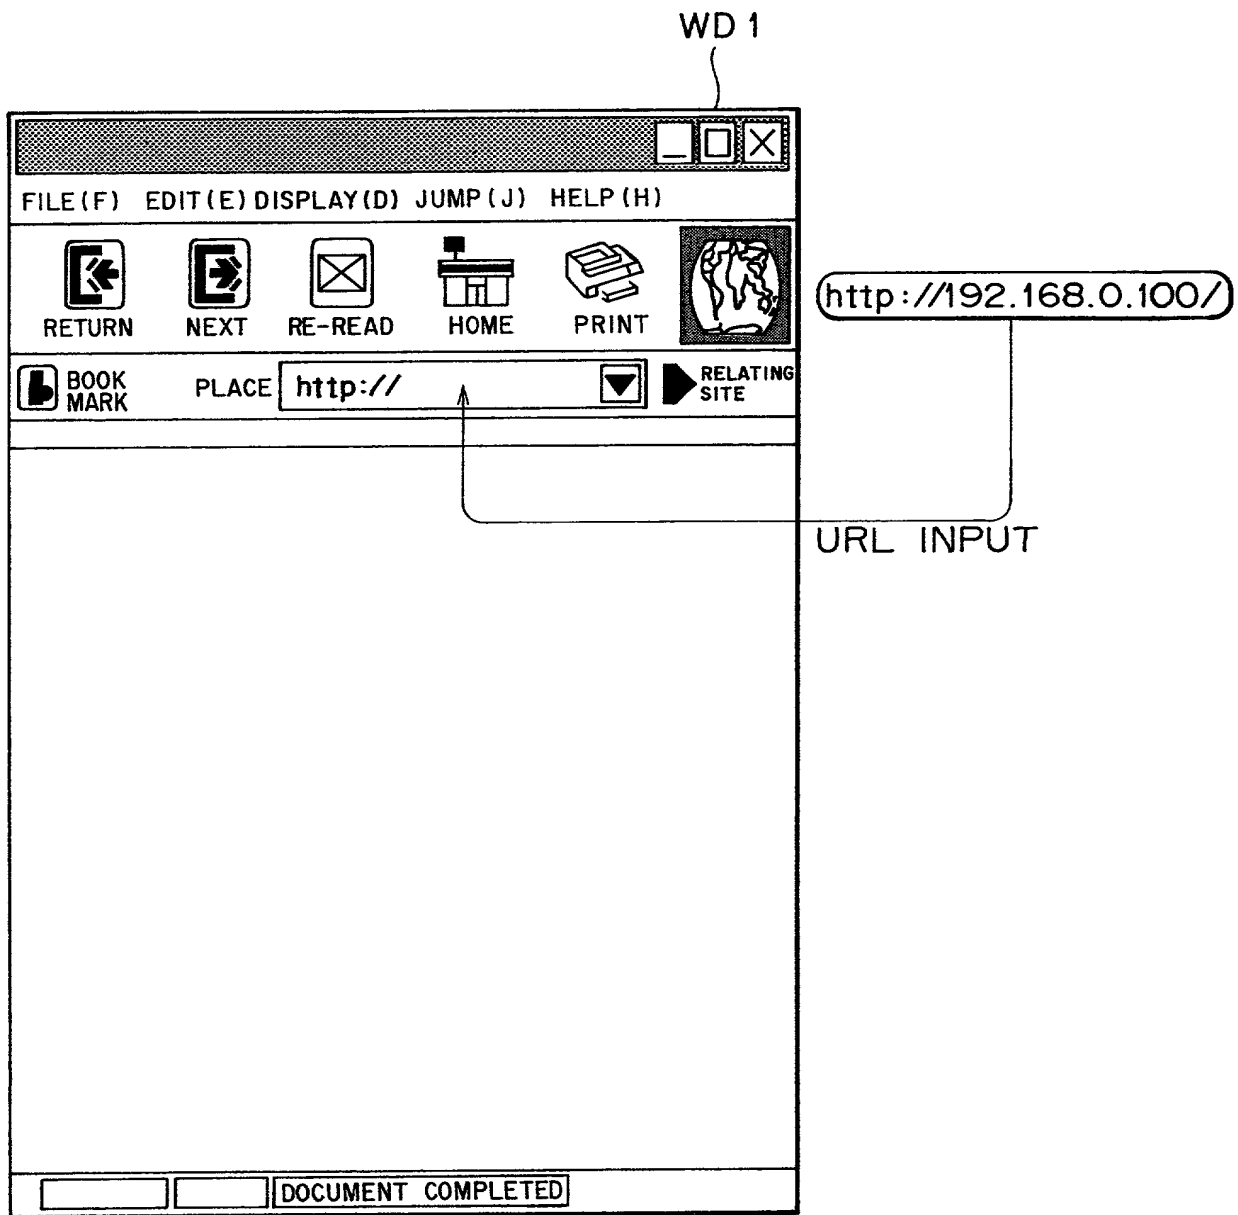 WD 1
FILE(F) EDIT(E) DISPLAY(D) JUMP(J) HELP(H)
RETURN NEXT RE-READ HOME PRINT
http://192.168.0.100/
BOOK MARK
PLACE http://
RELATING SITE
URL INPUT
DOCUMENT COMPLETED